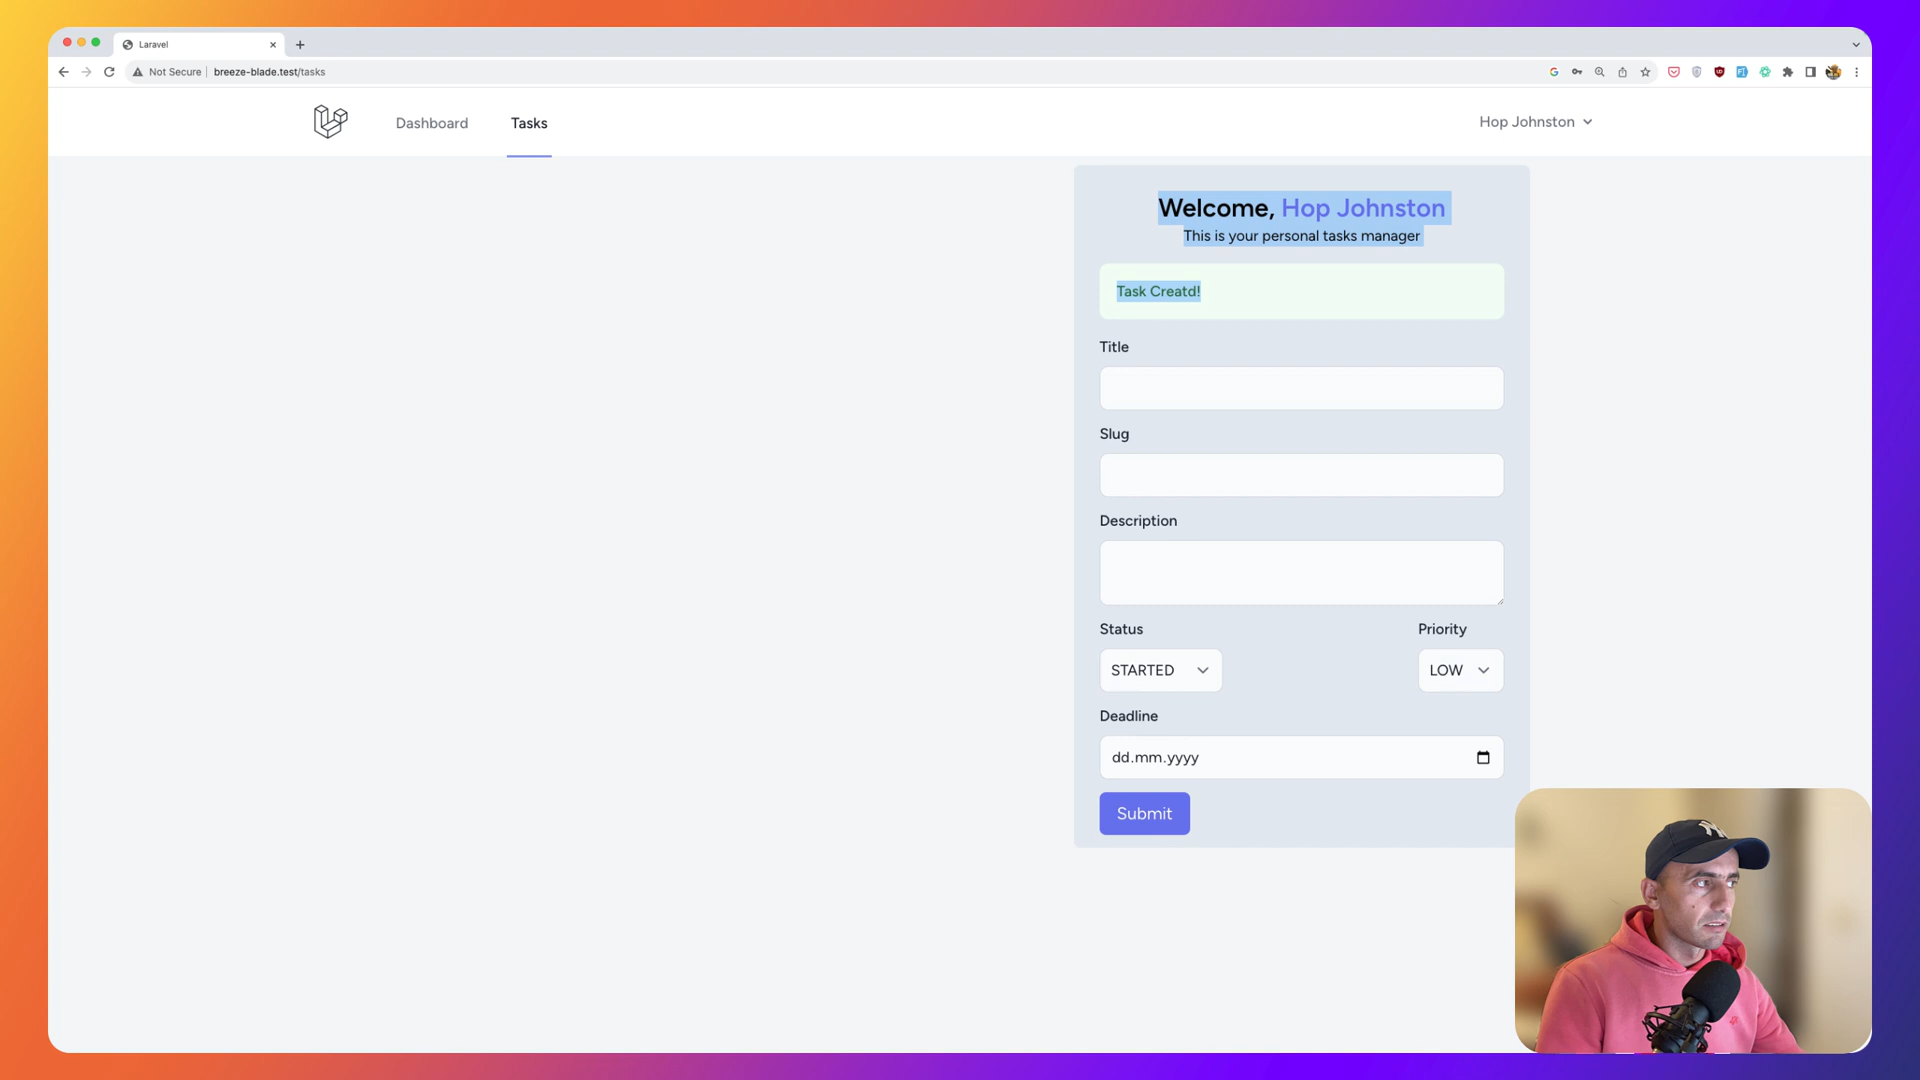 Laravel
Not Secure
breeze-blade.test/tasks
Dashboard
Tasks
Hop Johnston
Welcome, Hop Johnston
This is your personal tasks manager
Task Creatd!
Title
Slug
Description
Status
Priority
STARTED
LOW
Deadline
dd.mm.yyyy
Submit